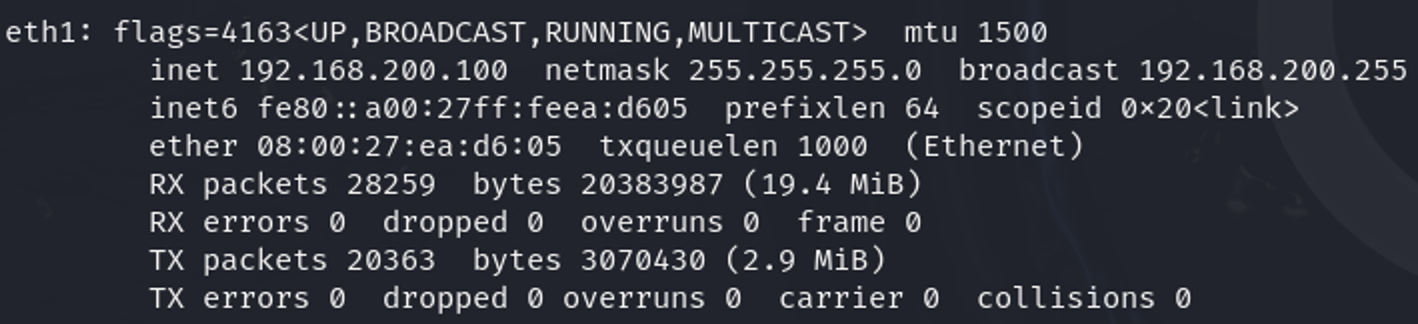 eth1: flags=4163<UP,BROADCAST,RUNNING,MULTICAST>  mtu 1500
        inet 192.168.200.100  netmask 255.255.255.0  broadcast 192.168.200.255
        inet6 fe80::a00:27ff:feea:d605  prefixlen 64  scopeid 0x20<link>
        ether 08:00:27:ea:d6:05  txqueuelen 1000  (Ethernet)
        RX packets 28259  bytes 20383987 (19.4 MiB)
        RX errors 0  dropped 0  overruns 0  frame 0
        TX packets 20363  bytes 3070430 (2.9 MiB)
        TX errors 0  dropped 0 overruns 0  carrier 0  collisions 0